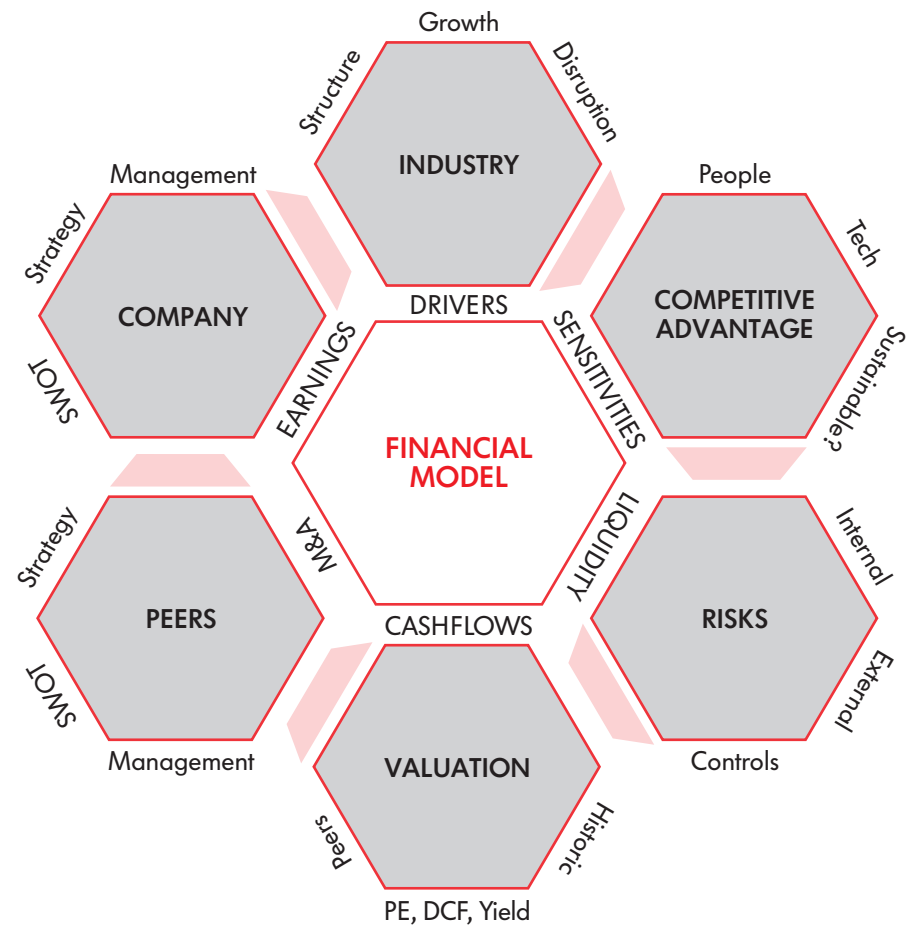 Growth
Structure
Disruption
INDUSTRY
Management
Strategy
SWOT
COMPANY
People
Tech
Sustainable?
COMPETITIVE
ADVANTAGE
DRIVERS
EARNINGS
SENSITIVITIES
FINANCIAL
MODEL
M&A
LIQUIDITY
CASHFLOWS
Strategy
PEERS
SWOT
Management
Internal
RISKS
External
Controls
VALUATION
Peers
Historic
PE, DCF, Yield